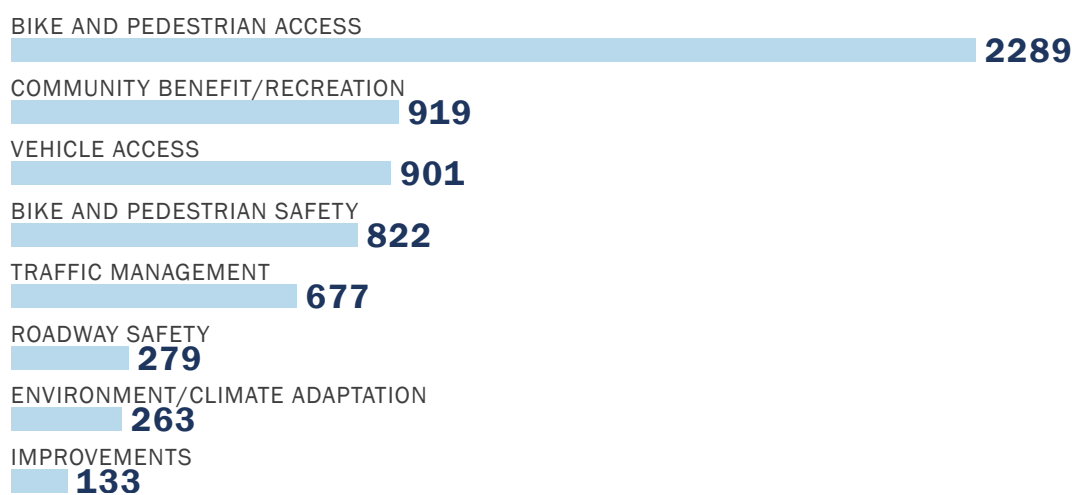 BIKE AND PEDESTRIAN ACCESS
2289
COMMUNITY BENEFIT/RECREATION
919
VEHICLE ACCESS
901
BIKE AND PEDESTRIAN SAFETY
822
TRAFFIC MANAGEMENT
677
ROADWAY SAFETY
279
ENVIRONMENT/CLIMATE ADAPTATION
263
IMPROVEMENTS
133